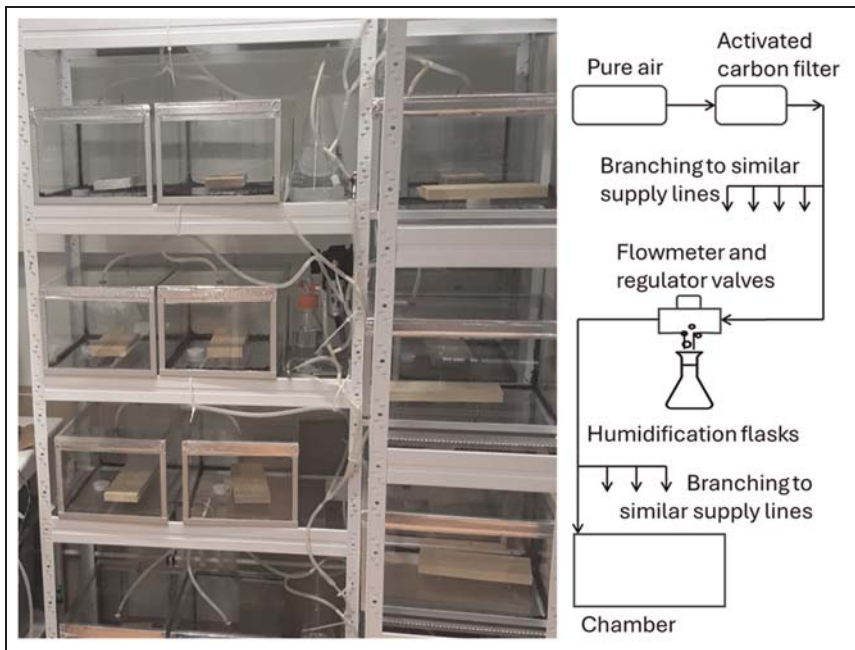 Pure air
Activated
carbon filter
Branching to similar
supply lines
Flowmeter and
regulator valves
Humidification flasks
Branching to
similar supply lines
Chamber